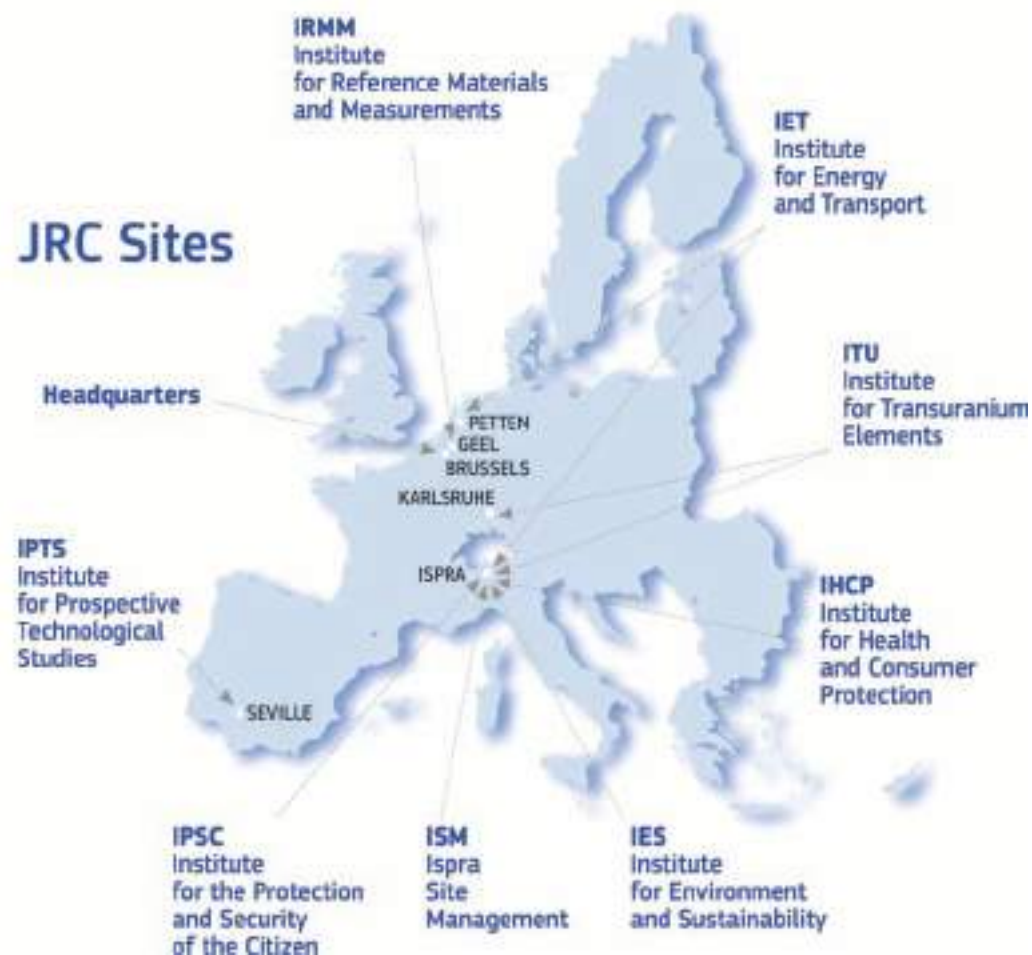 IRMM
Institute
for Reference Materials
and Measurements
IET
Institute
for Energy
and Transport
JRC Sites
ITU
Institute
for Transuranium
Elements
Headquarters
PETTEN
GEEL
BRUSSELS
KARLSRUHE
ISPRA
IPTS
Institute
for Prospective
Technological
Studies
IHCP
Institute
for Health
and Consumer
Protection
SEVILLE
IPSC
Institute
for the Protection
and Security
of the Citizen
ISM
Ispra
Site
Management
IES
Institute
for Environment
and Sustainability